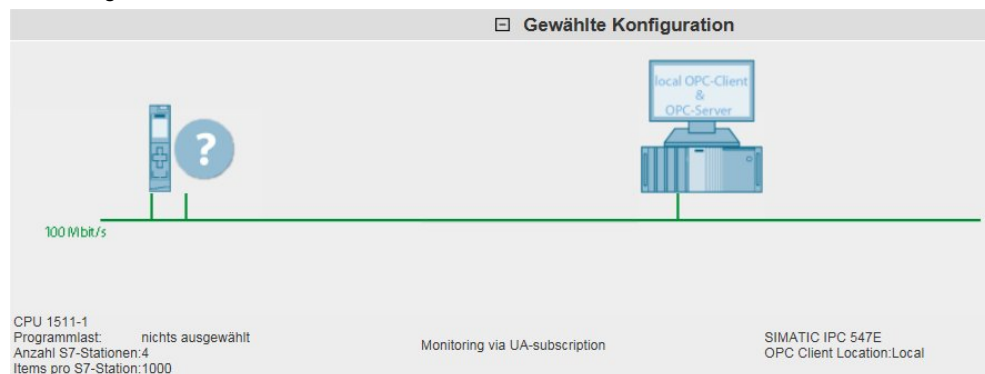 ⊟ Gewählte Konfiguration
local OPC-Client
&
OPC-Server
?
100 Mbit/s
CPU 1511-1
Programmlast: nichts ausgewählt
Anzahl S7-Stationen:4
Items pro S7-Station:1000
Monitoring via UA-subscription
SIMATIC IPC 547E
OPC Client Location:Local